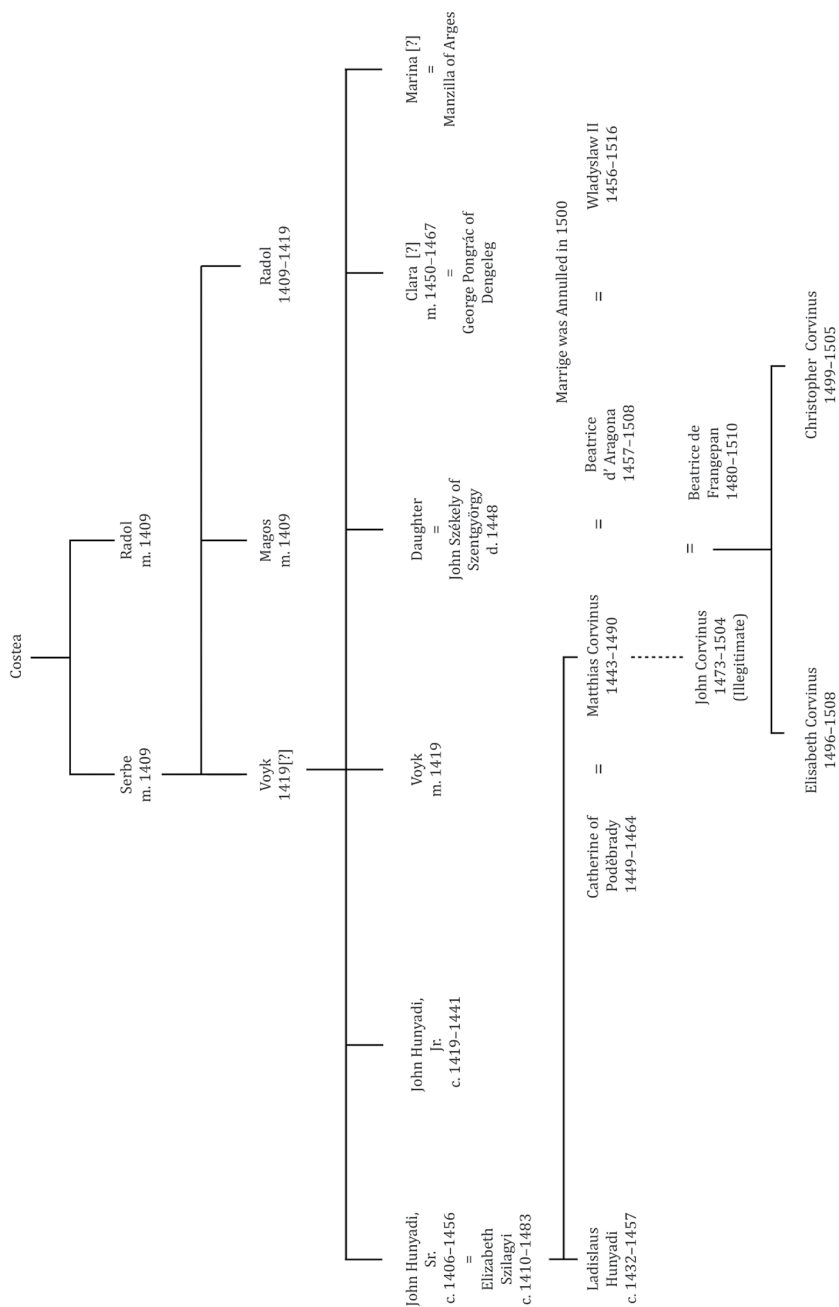 Costea
Serbe
m. 1409
Radol
m. 1409
Voyk
1419[?]
Magos
m. 1409
Radol
1409–1419
John Hunyadi,
Sr.
c. 1406–1456
=
Elizabeth
Szilagyi
c. 1410–1483
John Hunyadi,
Jr.
c. 1419–1441
Voyk
m. 1419
Daughter
=
John Székely of
Szentgyörgy
d. 1448
Clara [?]
m. 1450–1467
=
George Pongrác of
Dengeleg
Marina [?]
=
Manzilla of Arges
Marrige was Annulled in 1500
Ladislaus
Hunyadi
c. 1432–1457
Catherine of
Poděbrady
1449–1464
=
Matthias Corvinus
1443–1490
=
Beatrice
d' Aragona
1457–1508
=
Wladyslaw II
1456–1516
John Corvinus
1473–1504
(Illegitimate)
=
Beatrice de
Frangepan
1480–1510
Elisabeth Corvinus
1496–1508
Christopher Corvinus
1499–1505